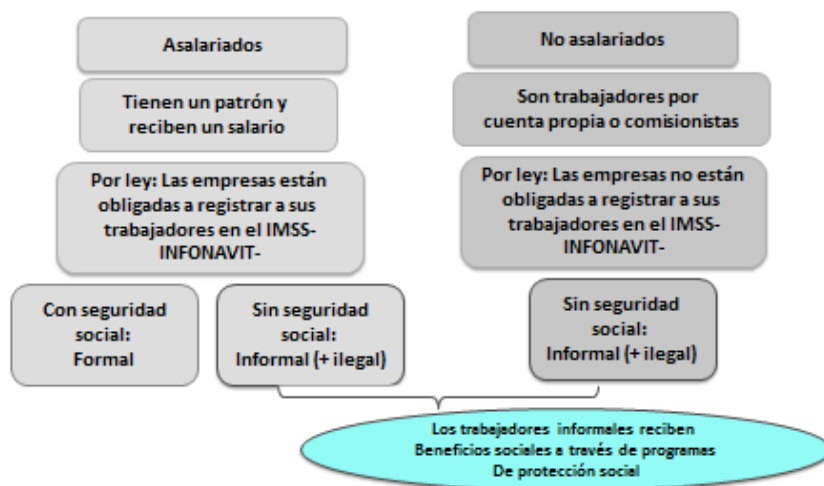 Asalariados
Tienen un patrón y
reciben un salario
Por ley: Las empresas están
obligadas a registrar a sus
trabajadores en el IMSS-
INFONAVIT-
Con seguridad
social:
Formal
Sin seguridad
social:
Informal (+ ilegal)
No asalariados
Son trabajadores por
cuenta propia o comisionistas
Por ley: Las empresas no están
obligadas a registrar a sus
trabajadores en el IMSS-
INFONAVIT-
Sin seguridad
social:
Informal (+ ilegal)
Los trabajadores informales reciben
Beneficios sociales a través de programas
De protección social